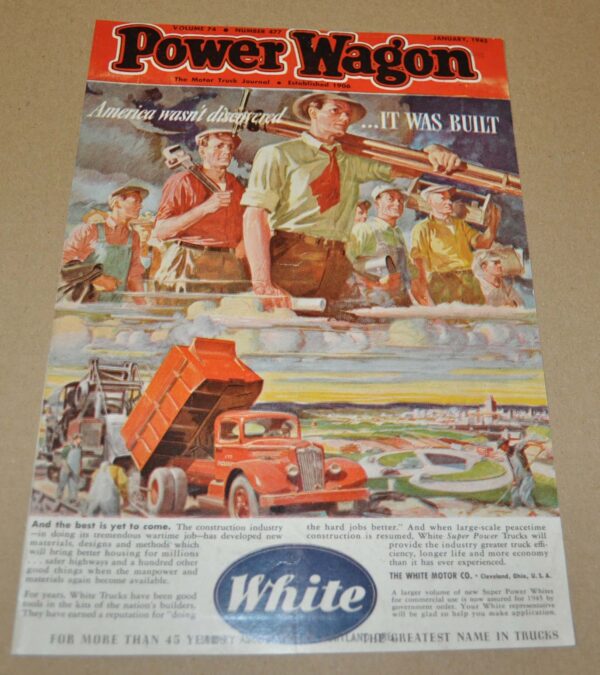 VOLUME 74 • NUMBER 477
JANUARY, 1945
Power Wagon
The Motor Truck Journal • Established 1906
America wasn't discovered
...IT WAS BUILT
And the best is yet to come. The construction industry
—in doing its tremendous wartime job—has developed new
materials, designs and methods which
will bring better housing for millions
. . . safer highways and a hundred other
good things when the manpower and
materials again become available.
For years, White Trucks have been good
tools in the kits of the nation's builders.
They have earned a reputation for "doing
the hard jobs better." And when large-scale peacetime
construction is resumed, White Super Power Trucks will
provide the industry greater truck effi-
ciency, longer life and more economy
than it has ever experienced.
THE WHITE MOTOR CO. • Cleveland, Ohio, U. S. A.
A larger volume of new Super Power Whites
for commercial use is now assured for 1945 by
government order. Your White representative
will be glad to help you make application.
White
FOR MORE THAN 45 YEARS
THE GREATEST NAME IN TRUCKS